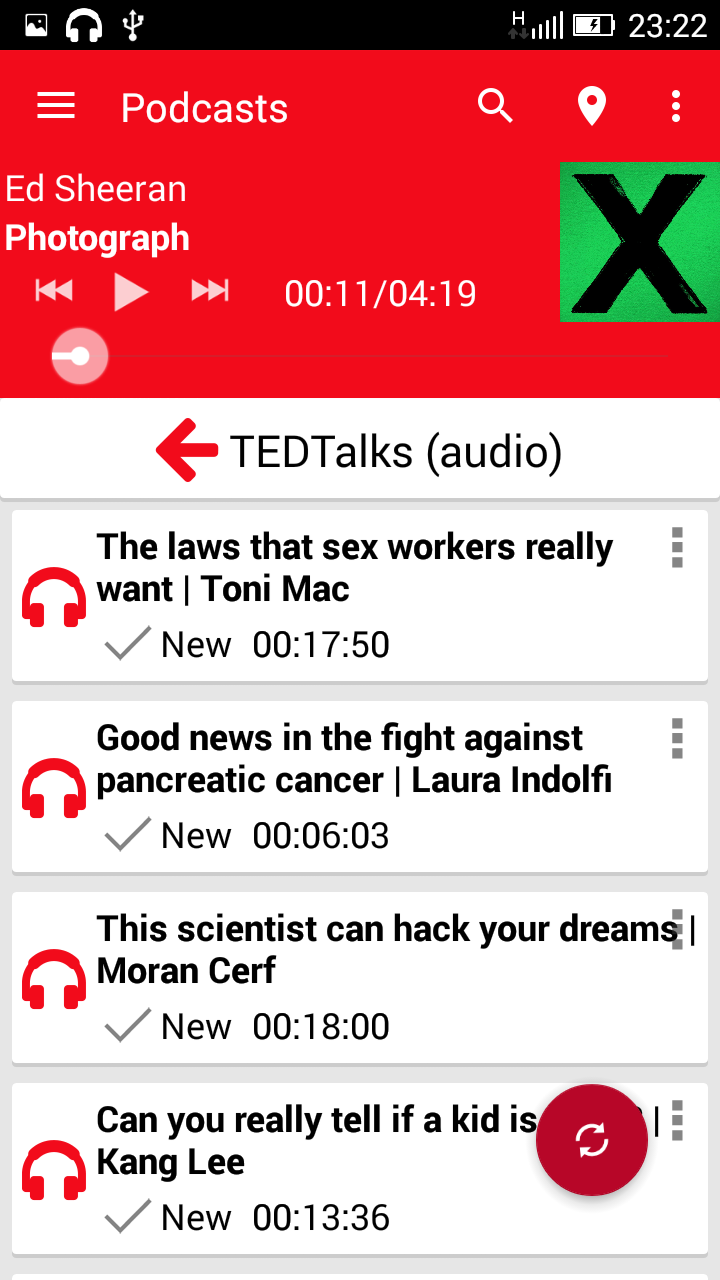 H 23:22
Podcasts
Ed Sheeran
Photograph
00:11/04:19
X
TEDTalks (audio)
The laws that sex workers really
want | Toni Mac
New 00:17:50
Good news in the fight against
pancreatic cancer | Laura Indolfi
New 00:06:03
This scientist can hack your dreams |
Moran Cerf
New 00:18:00
Can you really tell if a kid is |
Kang Lee
New 00:13:36